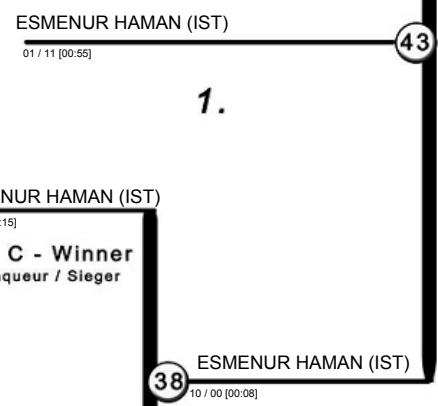 ESMENUR HAMAN (IST)
43
01 / 11 [00:55]
1.
NUR HAMAN (IST)
:15]
C - Winner
queur / Sieger
ESMENUR HAMAN (IST)
38
10 / 00 [00:08]